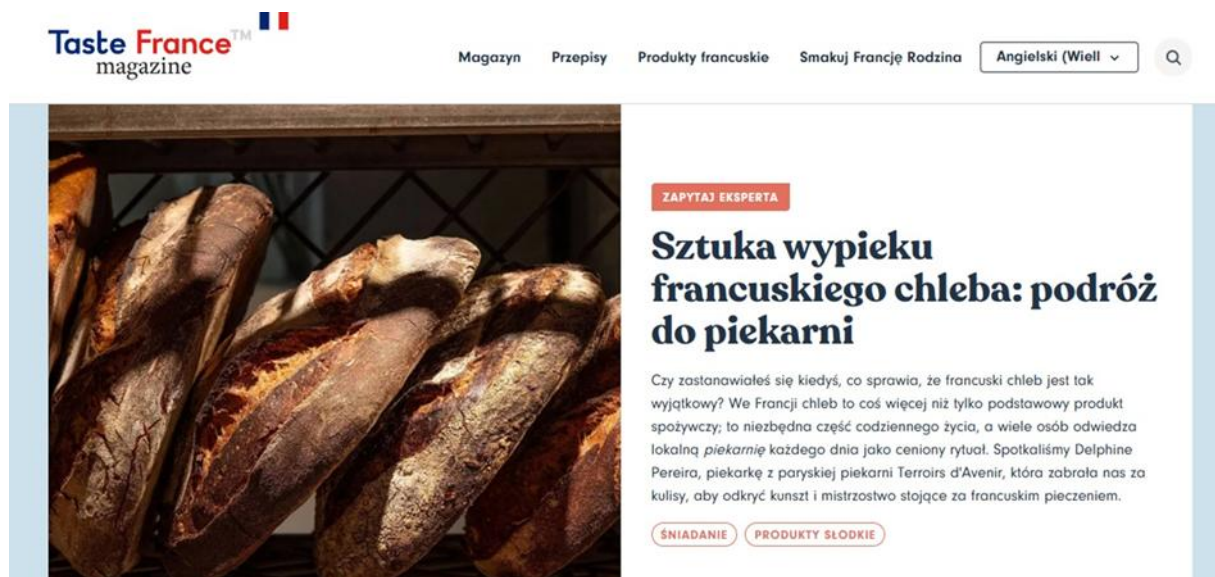 Taste France™
magazine
Magazyn
Przepisy
Produkty francuskie
Smakuj Francję Rodzina
Angielski (Wiell
ZAPYTAJ EKSPERTA
Sztuka wypieku
francuskiego chleba: podróż
do piekarni
Czy zastanawiałeś się kiedyś, co sprawia, że francuski chleb jest tak
wyjątkowy? We Francji chleb to coś więcej niż tylko podstawowy produkt
spożywczy; to niezbędna część codziennego życia, a wiele osób odwiedza
lokalną piekarnię każdego dnia jako ceniony rytuał. Spotkaliśmy Delphine
Pereira, piekarkę z paryskiej piekarni Terroirs d'Avenir, która zabrała nas za
kulisy, aby odkryć kunszt i mistrzostwo stojące za francuskim pieczeniem.
ŚNIADANIE
PRODUKTY SŁODKIE